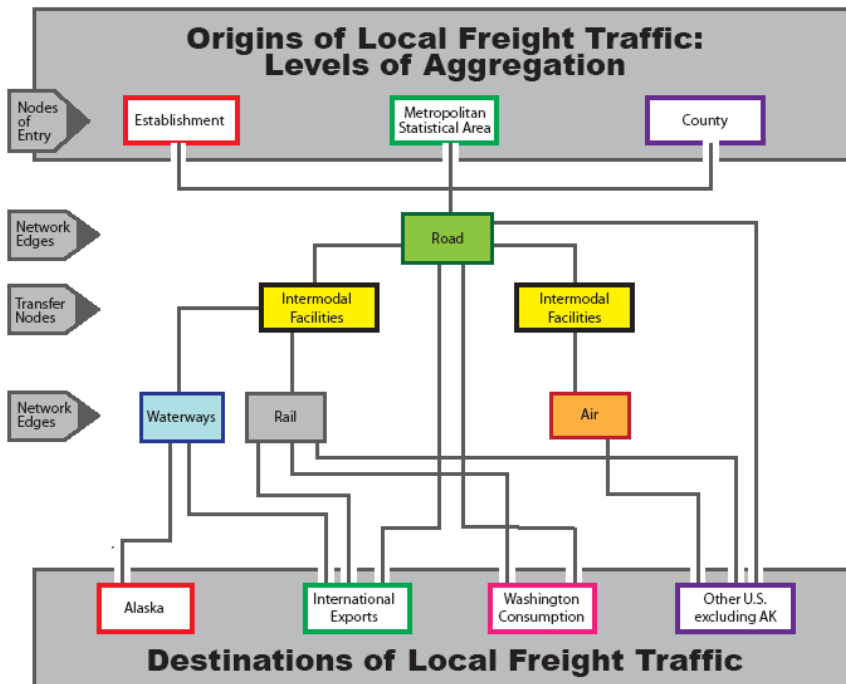 Origins of Local Freight Traffic:
Levels of Aggregation
Nodes
of
Entry
Establishment
Metropolitan
Statistical Area
County
Network
Edges
Road
Transfer
Nodes
Intermodal
Facilities
Intermodal
Facilities
Network
Edges
Waterways
Rail
Air
Alaska
International
Exports
Washington
Consumption
Other U.S.
excluding AK
Destinations of Local Freight Traffic